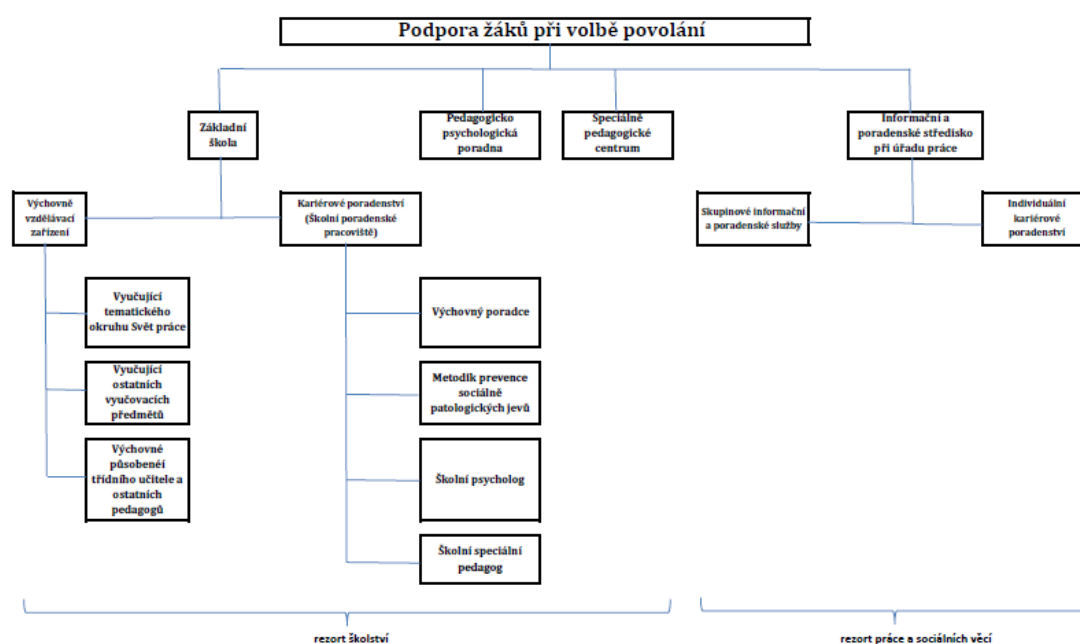 Podpora žáků při volbě povolání
Základní
škola
Pedagogicko
psychologická
poradna
Speciálně
pedagogické
centrum
Informační a
poradenské středisko
při úřadu práce
Výchovně
vzdělávací
zařízení
Kariérové poradenství
(Školní poradenské
pracoviště)
Skupinové informační
a poradenské služby
Individuální
kariérové
poradenství
Vyučující
tematického
okruhu Svět práce
Vyučující
ostatních
vyučovacích
předmětů
Výchovné
působenéí
třídního učitele a
ostatních
pedagogů
Výchovný poradce
Metodik prevence
sociálně
patologických jevů
Školní psycholog
Školní speciální
pedagog
rezort školství
rezort práce a sociálních věcí